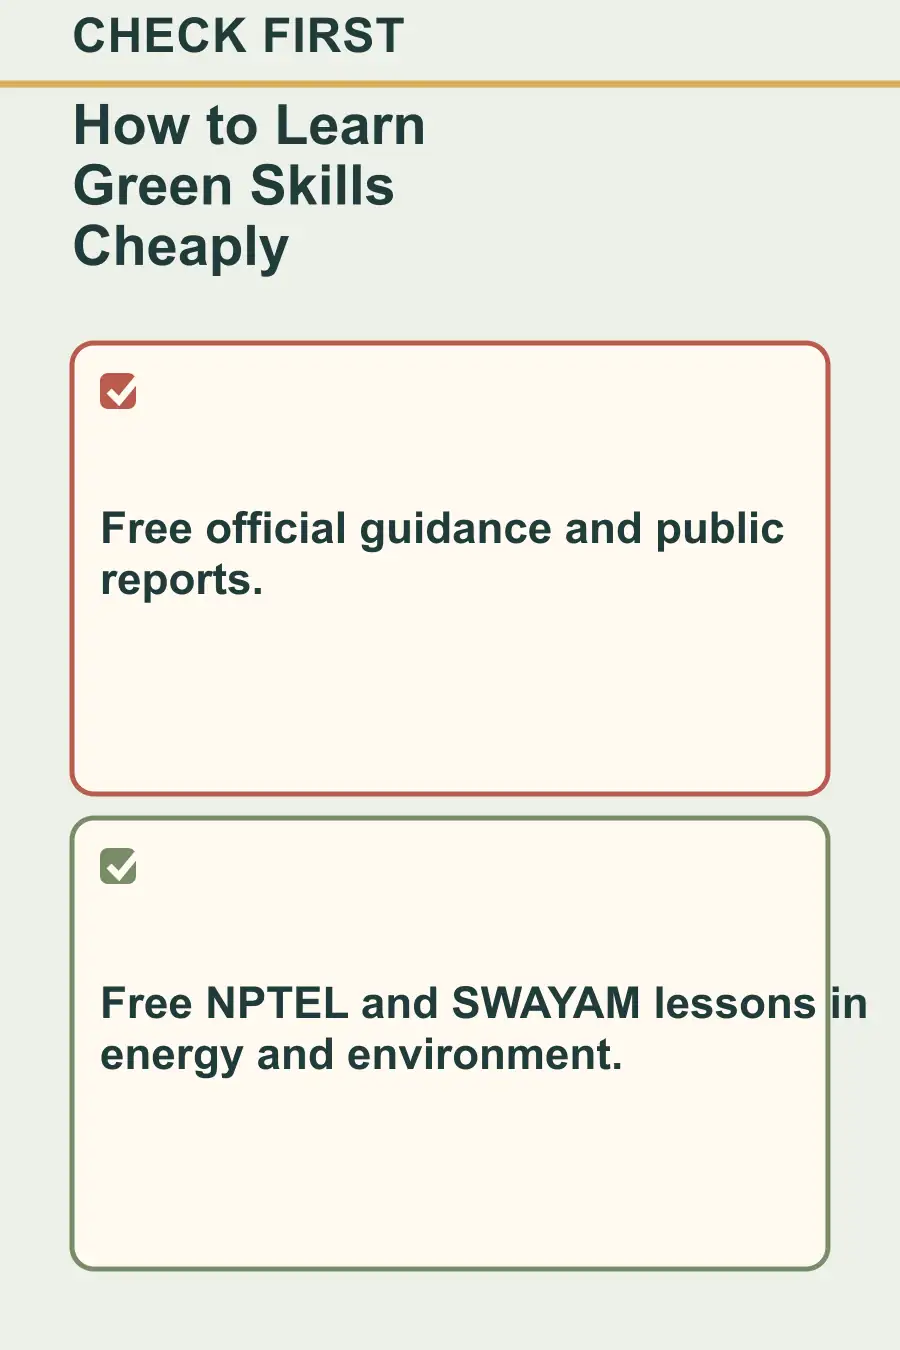 CHECK FIRST
How to Learn
Green Skills
Cheaply
Free official guidance and public
reports.
Free NPTEL and SWAYAM lessons in
energy and environment.